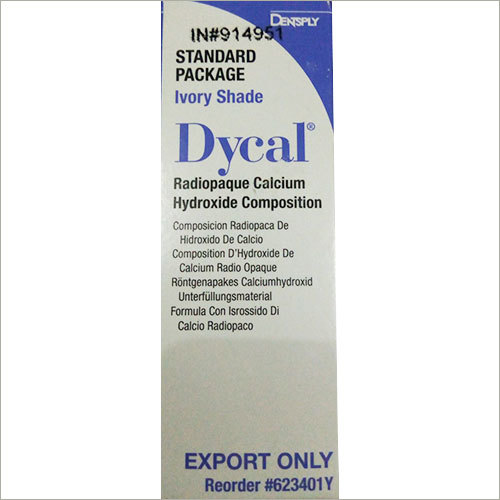 DENTSPLY
IN#914951
STANDARD
PACKAGE
Ivory Shade
Dycal®
Radiopaque Calcium
Hydroxide Composition
Composicion Radiopaca De
Hidroxido De Calcio
Composition D'Hydroxide De
Calcium Radio Opaque
Röntgenapakes Calciumhydroxid
Unterfüllungsmaterial
Formula Con Isrossido Di
Calcio Radiopaco
EXPORT ONLY
Reorder #623401Y